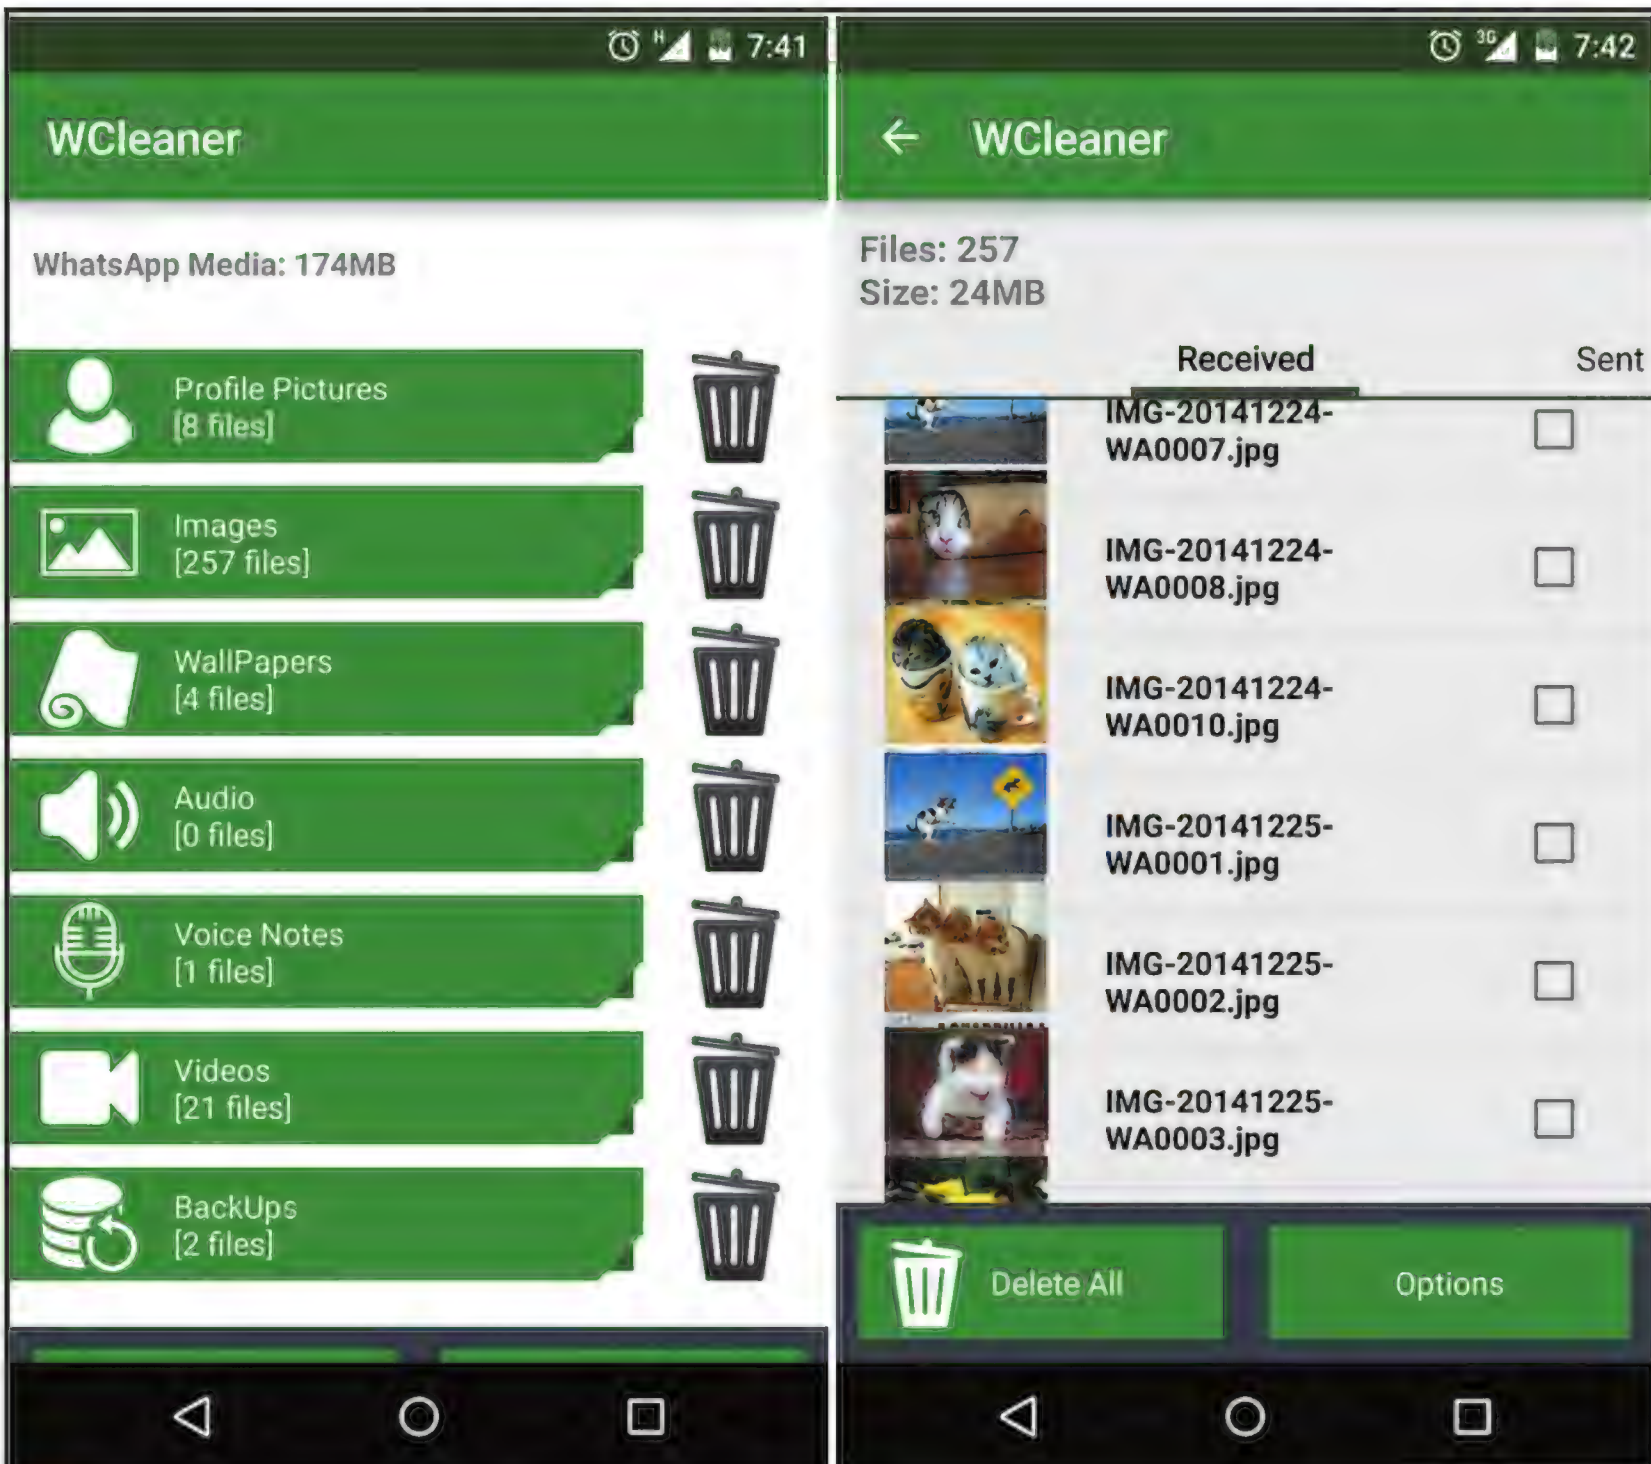 H 7:41
WCleaner
WhatsApp Media: 174MB
Profile Pictures
[8 files]
Images
[257 files]
WallPapers
[4 files]
Audio
[0 files]
Voice Notes
[1 files]
Videos
[21 files]
BackUps
[2 files]
3G 7:42
WCleaner
Files: 257
Size: 24MB
Received Sent
IMG-20141224-
WA0007.jpg
IMG-20141224-
WA0008.jpg
IMG-20141224-
WA0010.jpg
IMG-20141225-
WA0001.jpg
IMG-20141225-
WA0002.jpg
IMG-20141225-
WA0003.jpg
Delete All Options